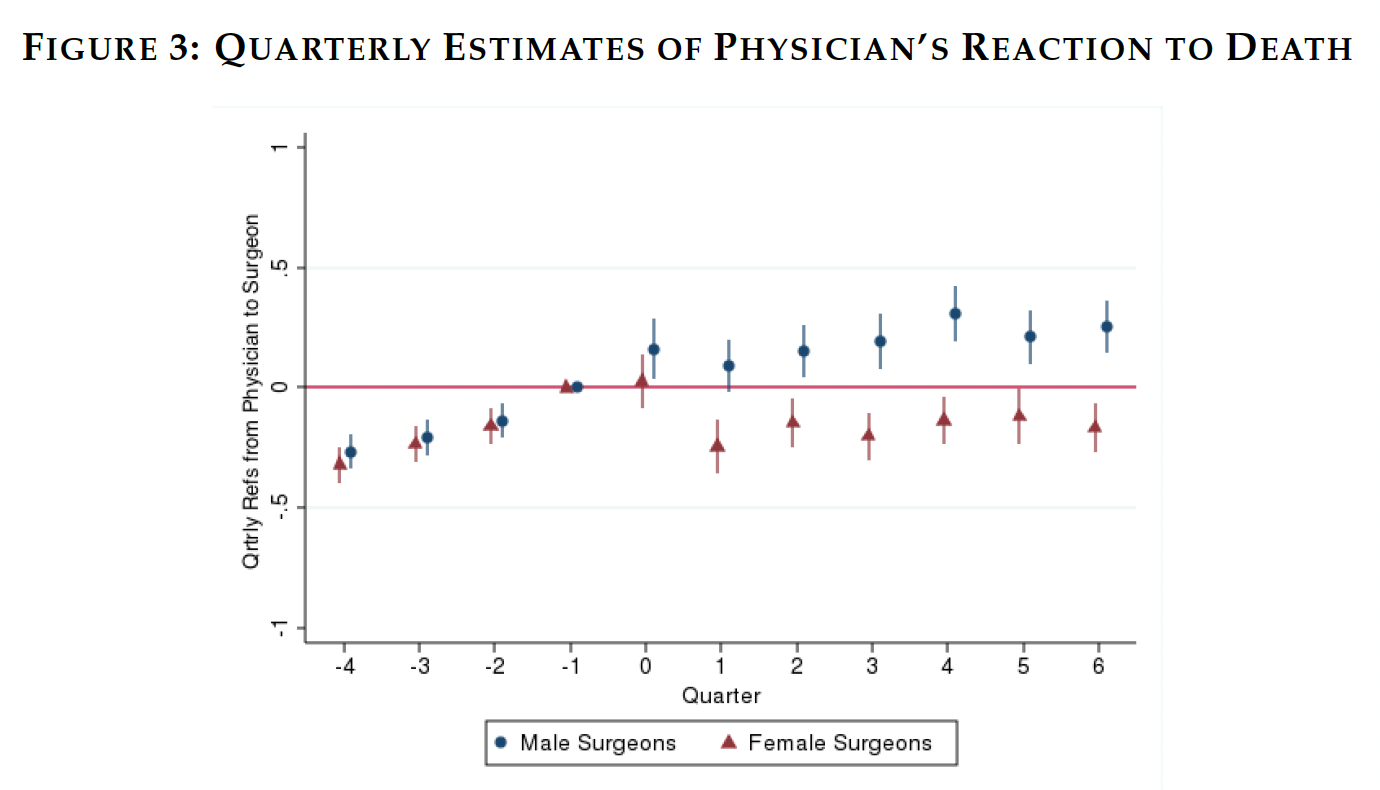 FIGURE 3: QUARTERLY ESTIMATES OF PHYSICIAN'S REACTION TO DEATH
Qrtrly Refs from Physician to Surgeon
1
.5
0
-.5
-1
-4 -3 -2 -1 0 1 2 3 4 5 6
Quarter
Male Surgeons Female Surgeons